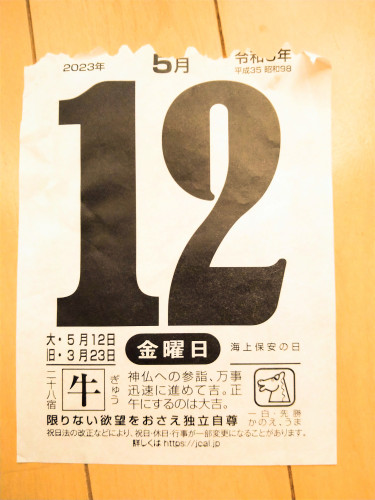 2023年
5月
令和5年
平成35 昭和98
12
大・5月12日
旧・3月23日
金曜日
海上保安の日
二十八宿
牛
ぎゅう
神仏への参詣、万事
迅速に進めて吉。正
午にするのは大吉。
一白・先勝
かのえ、うま
限りない欲望をおさえ独立自尊
祝日法の改正などにより、祝日・休日・行事が一部変更になることがあります。
詳しくは https://jcal.jp